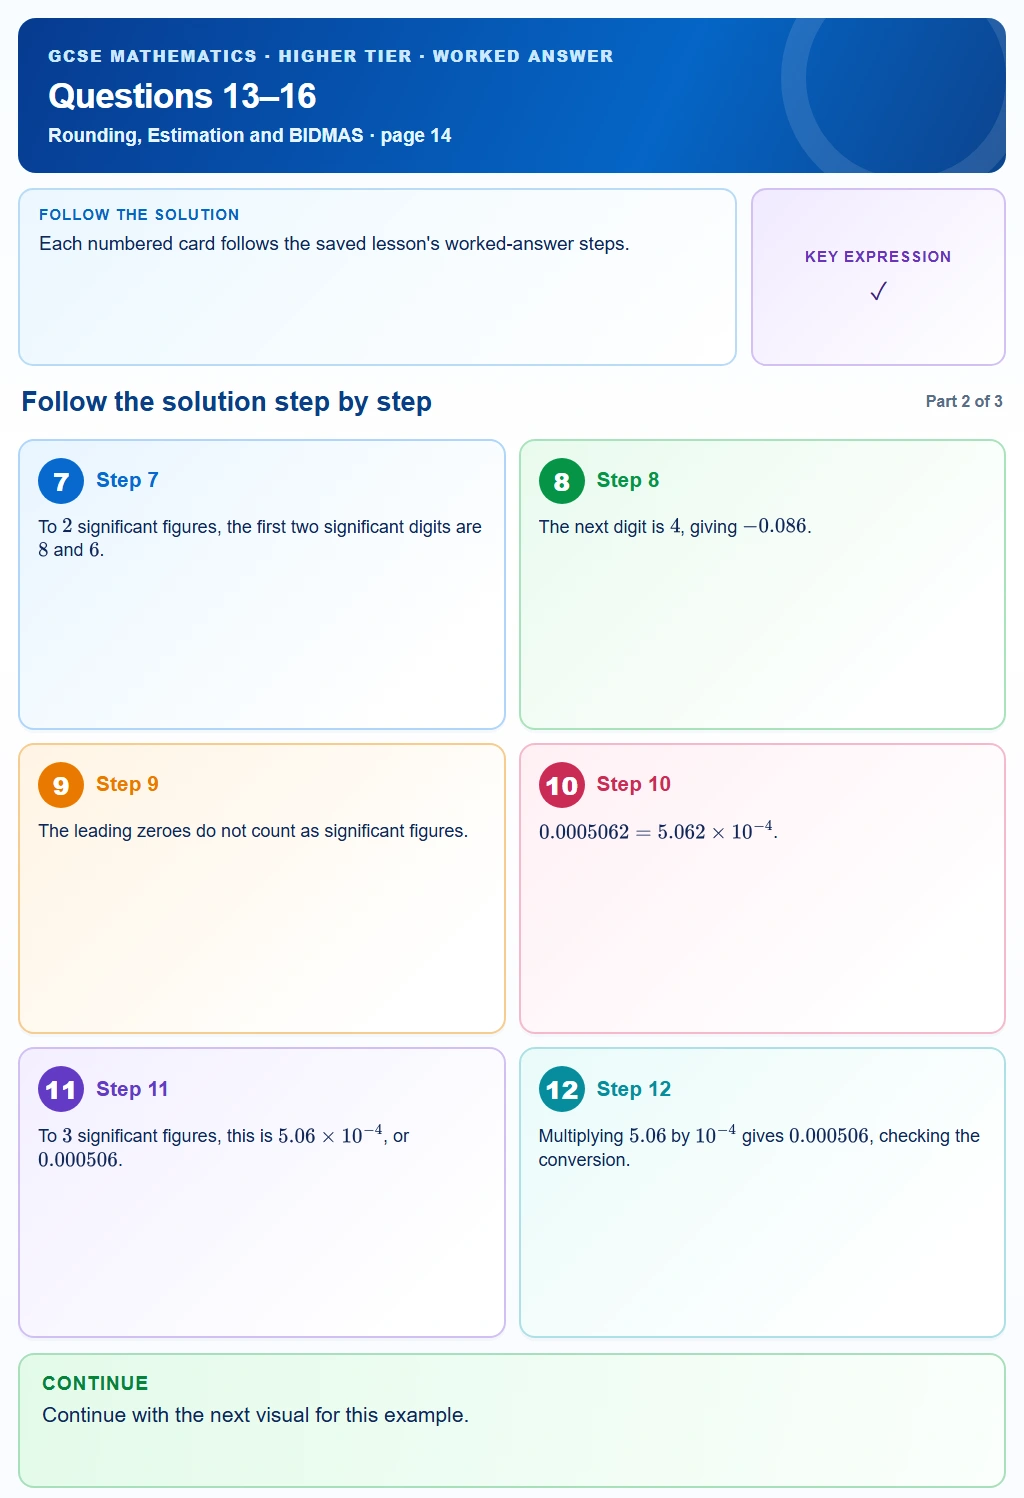 GCSE MATHEMATICS · HIGHER TIER · WORKED ANSWER
Questions 13–16
Rounding, Estimation and BIDMAS · page 14
FOLLOW THE SOLUTION
Each numbered card follows the saved lesson's worked-answer steps.
KEY EXPRESSION
✓
Follow the solution step by step
Part 2 of 3
7 Step 7
To 2 significant figures, the first two significant digits are
8 and 6.
8 Step 8
The next digit is 4, giving −0.086.
9 Step 9
The leading zeroes do not count as significant figures.
10 Step 10
0.0005062 = 5.062 × 10⁻⁴.
11 Step 11
To 3 significant figures, this is 5.06 × 10⁻⁴, or
0.000506.
12 Step 12
Multiplying 5.06 by 10⁻⁴ gives 0.000506, checking the
conversion.
CONTINUE
Continue with the next visual for this example.